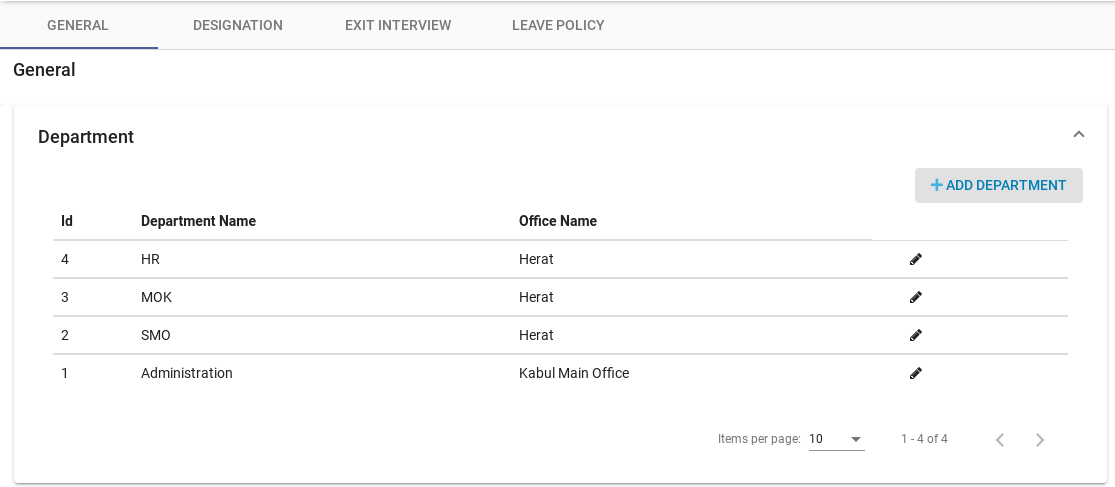 GENERAL DESIGNATION EXIT INTERVIEW LEAVE POLICY
General
Department
ADD DEPARTMENT
Id Department Name Office Name
4 HR Herat
3 MOK Herat
2 SMO Herat
1 Administration Kabul Main Office
Items per page: 10 1 - 4 of 4